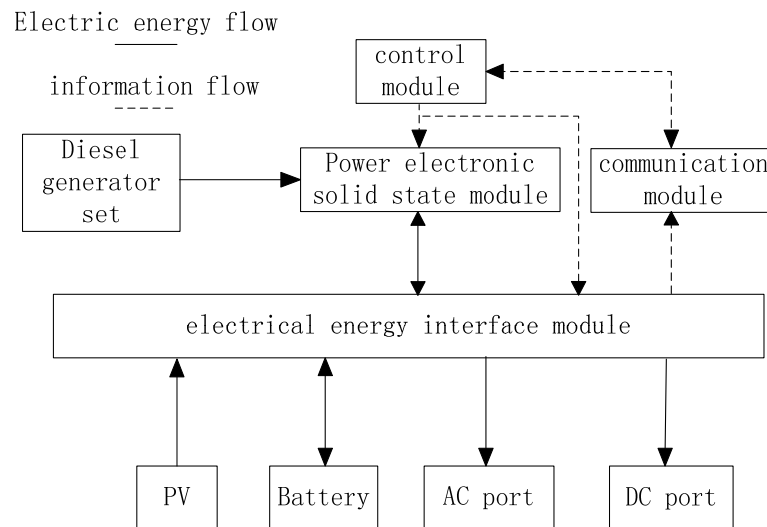 Electric energy flow
information flow
control
module
Diesel
generator
set
Power electronic
solid state module
communication
module
electrical energy interface module
PV
Battery
AC port
DC port